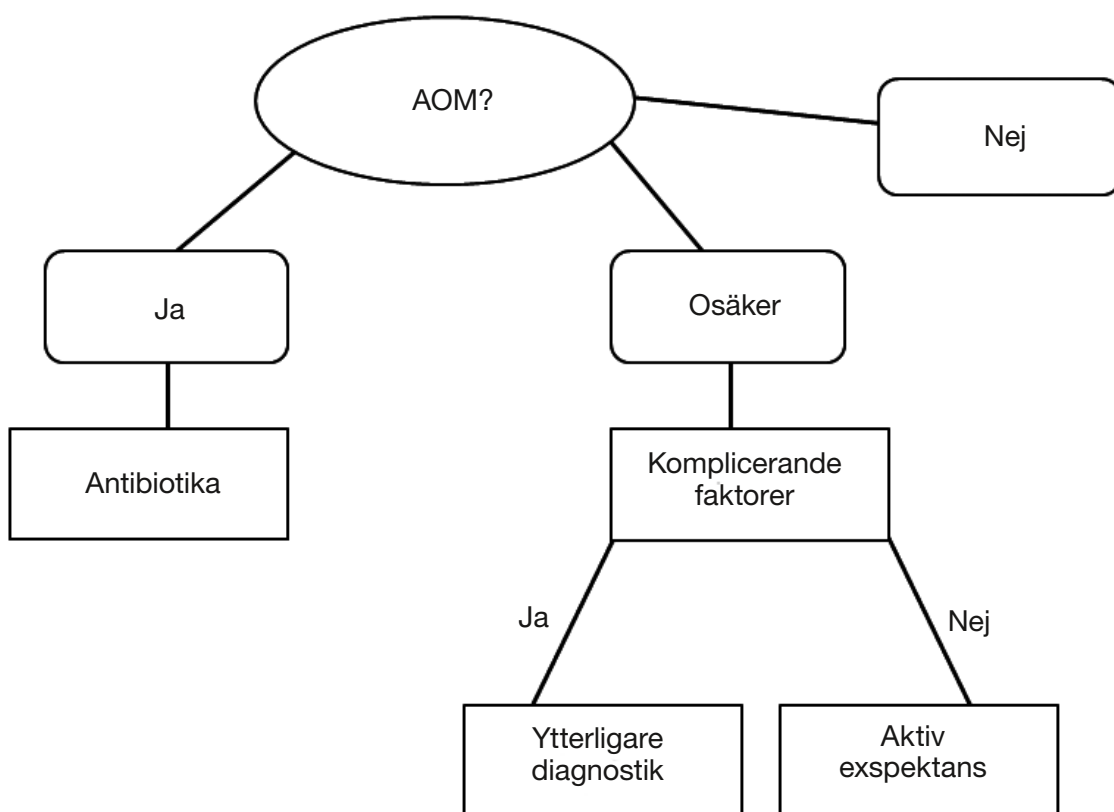 AOM?
Nej
Ja
Osäker
Antibiotika
Komplicerande
faktorer
Ja
Nej
Ytterligare
diagnostik
Aktiv
exspektans